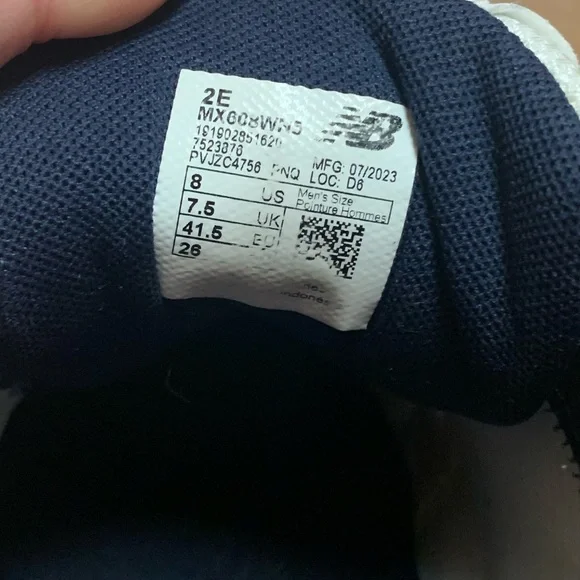 2E
MX608WN5
NB
7523876
PVJZC4756 PNQ
MFG: 07/2023
LOC: D6
8 US
7.5 UK
41.5 EU
26
Men's Size
Pointure Hommes